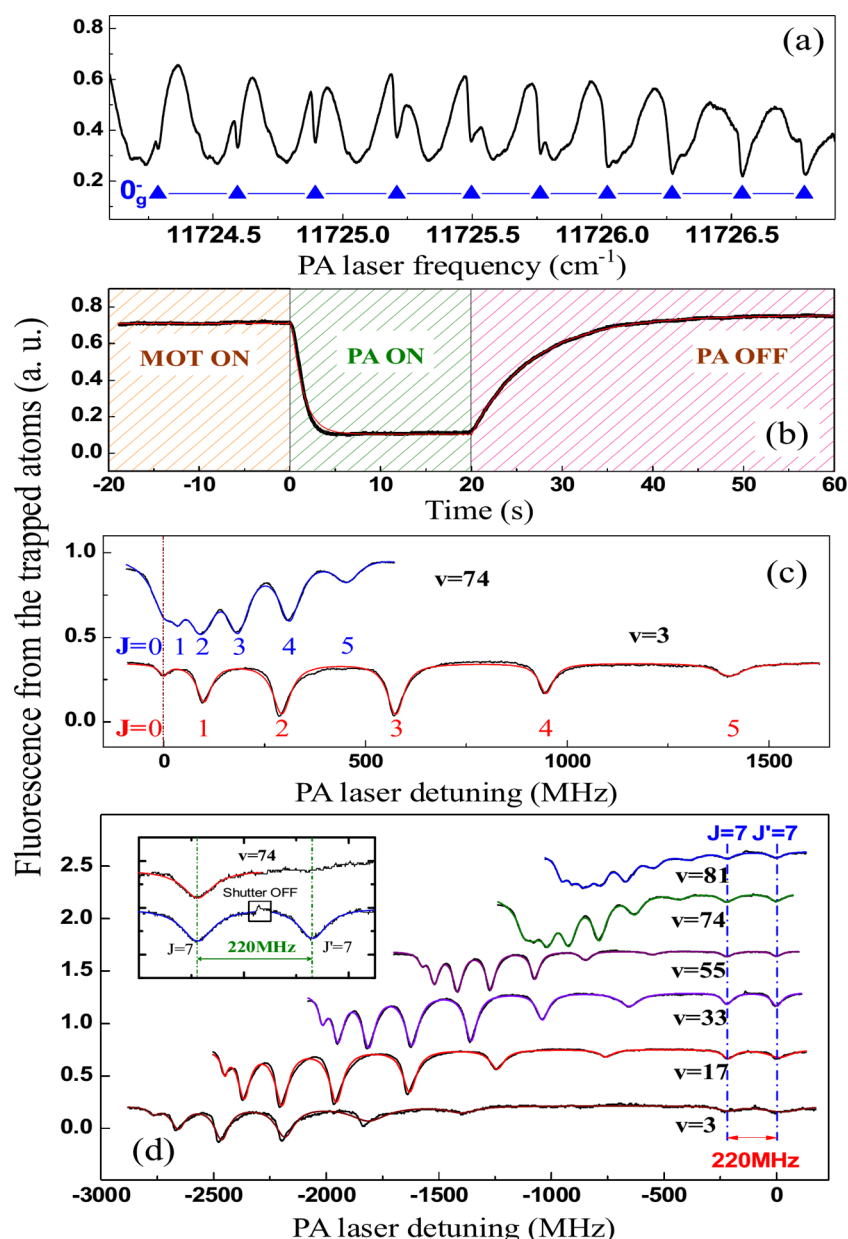 Fluorescence from the trapped atoms (a. u.)
(a)
0.8
0.6
0.4
0.2
0g-
11724.5 11725.0 11725.5 11726.0 11726.5
PA laser frequency (cm-1)
0.8
0.6
0.4
0.2
0.0
MOT ON PA ON PA OFF
(b)
-20 -10 0 10 20 30 40 50 60
Time (s)
1.0
0.5
0.0
v=74 (c)
J=0 1 2 3 4 5
v=3
J=0 1 2 3 4 5
0 500 1000 1500
PA laser detuning (MHz)
2.5
2.0
1.5
1.0
0.5
0.0
v=74
Shutter OFF
J=7 J'=7
220MHz
J=7 J'=7
v=81
v=74
v=55
v=33
v=17
v=3
220MHz
(d)
-3000 -2500 -2000 -1500 -1000 -500 0
PA laser detuning (MHz)